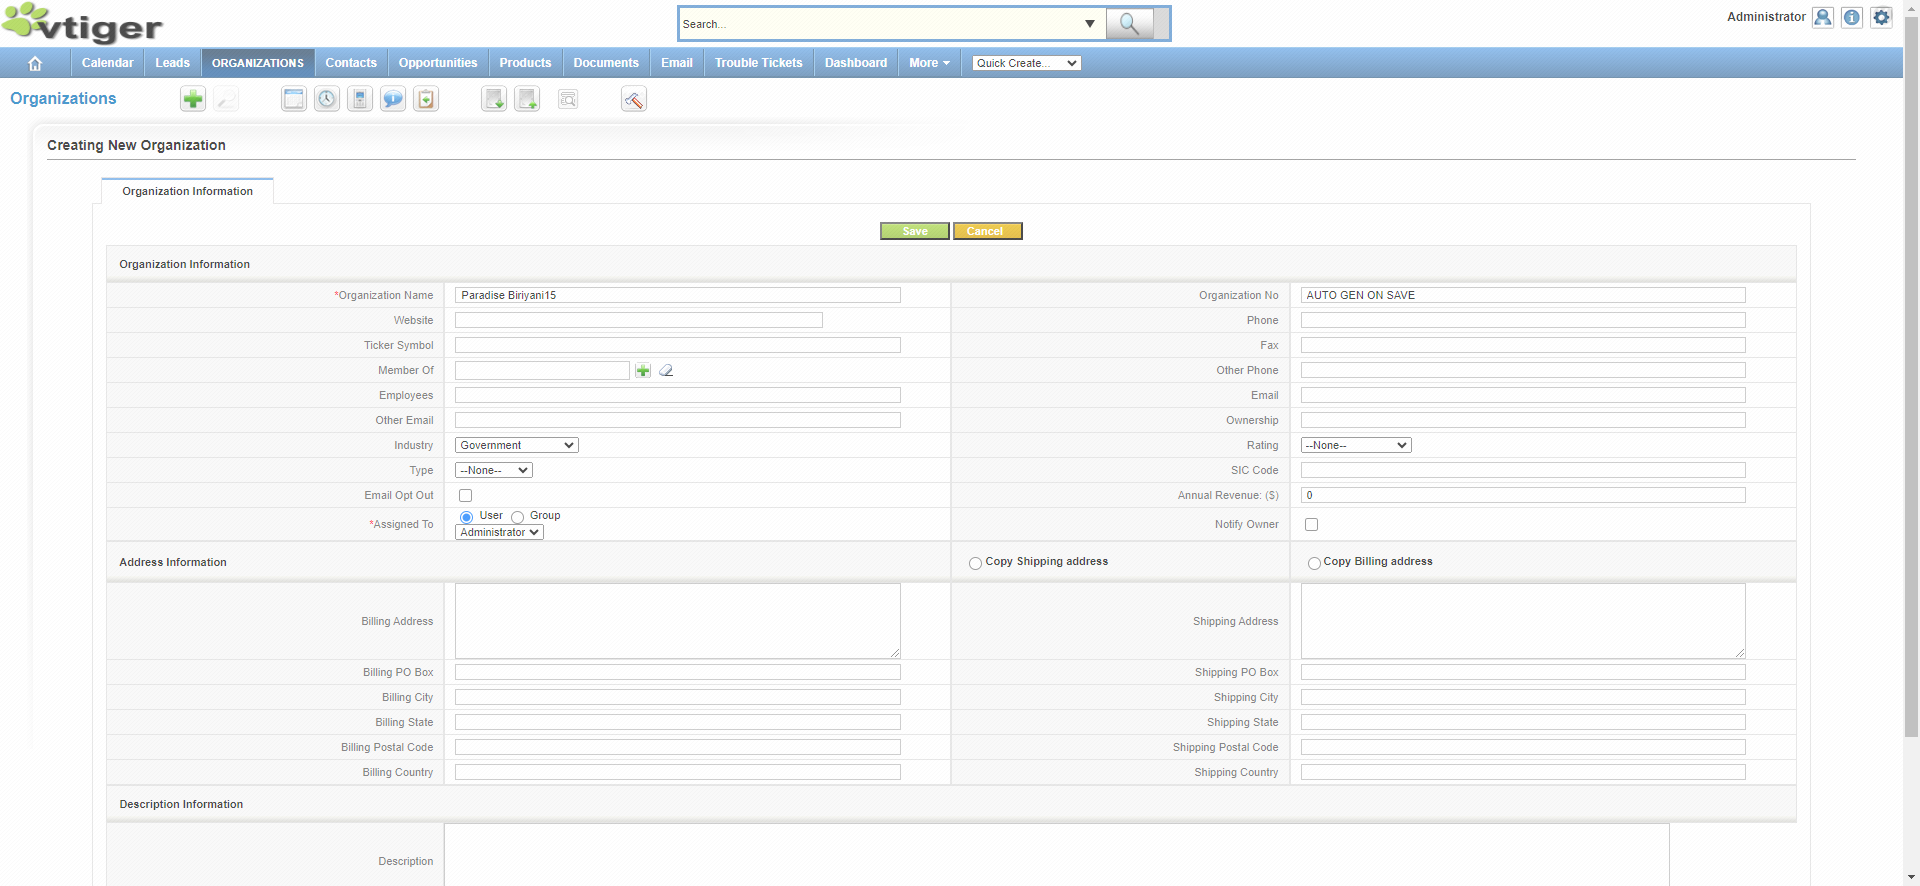 vtiger
Search...
Administrator
Calendar Leads ORGANIZATIONS Contacts Opportunities Products Documents Email Trouble Tickets Dashboard More Quick Create...
Organizations
Creating New Organization
Organization Information
Save Cancel
Organization Information
*Organization Name Paradise Biriyani15 Organization No AUTO GEN ON SAVE
Website Phone
Ticker Symbol Fax
Member Of Other Phone
Employees Email
Other Email Ownership
Industry Government Rating --None--
Type --None-- SIC Code
Email Opt Out Annual Revenue: ($) 0
*Assigned To User Group Notify Owner
Administrator
Address Information Copy Shipping address Copy Billing address
Billing Address Shipping Address
Billing PO Box Shipping PO Box
Billing City Shipping City
Billing State Shipping State
Billing Postal Code Shipping Postal Code
Billing Country Shipping Country
Description Information
Description